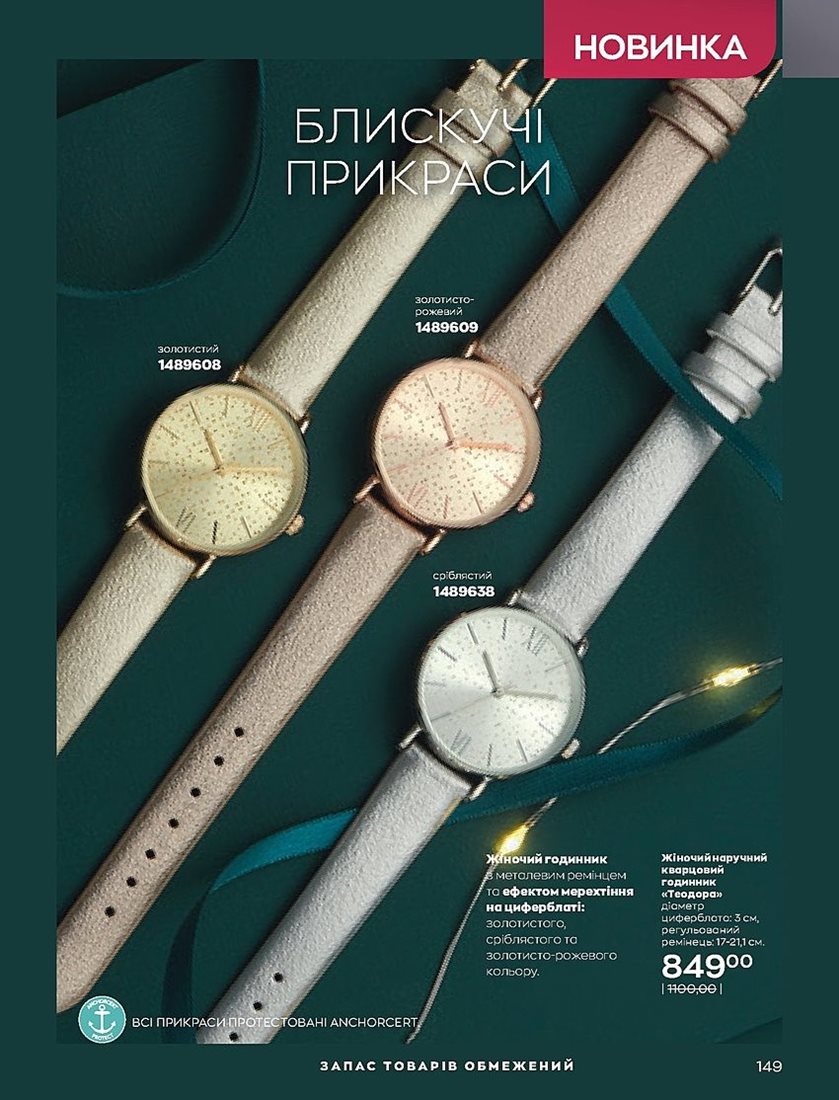 НОВИНКА
БЛИСКУЧІ
ПРИКРАСИ
золотисто-
рожевий
1489609
золотистий
1489608
сріблястий
1489638
Жіночий годинник
з металевим ремінцем
та ефектом мерехтіння
на циферблаті:
золотистого,
сріблястого та
золотисто-рожевого
кольору.
Жіночий наручний
кварцовий
годинник
«Теодора»
діаметр
циферблата: 3 см,
регульований
ремінець: 17-21,1 см.
849⁰⁰
| 1100,00 |
ANCHORCERT
PROTECT
ВСІ ПРИКРАСИ ПРОТЕСТОВАНІ ANCHORCERT.
ЗАПАС ТОВАРІВ ОБМЕЖЕНИЙ
149